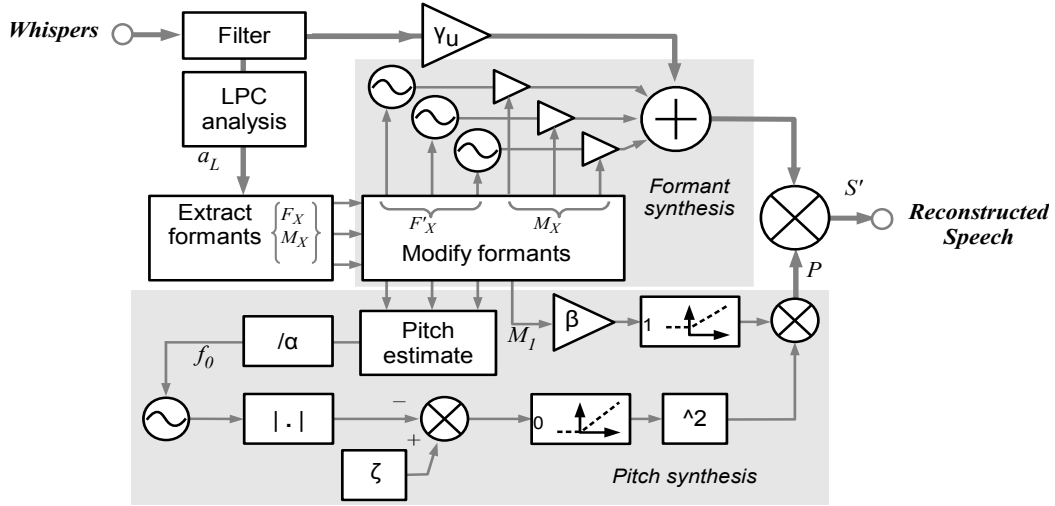 Whispers
Filter
γu
LPC
analysis
aL
Extract
formants
FX
MX
F'X
MX
Modify formants
Formant
synthesis
S'
Reconstructed
Speech
P
Pitch
estimate
/α
f0
M1
β
1
| . |
−
+
ζ
0
^2
Pitch synthesis